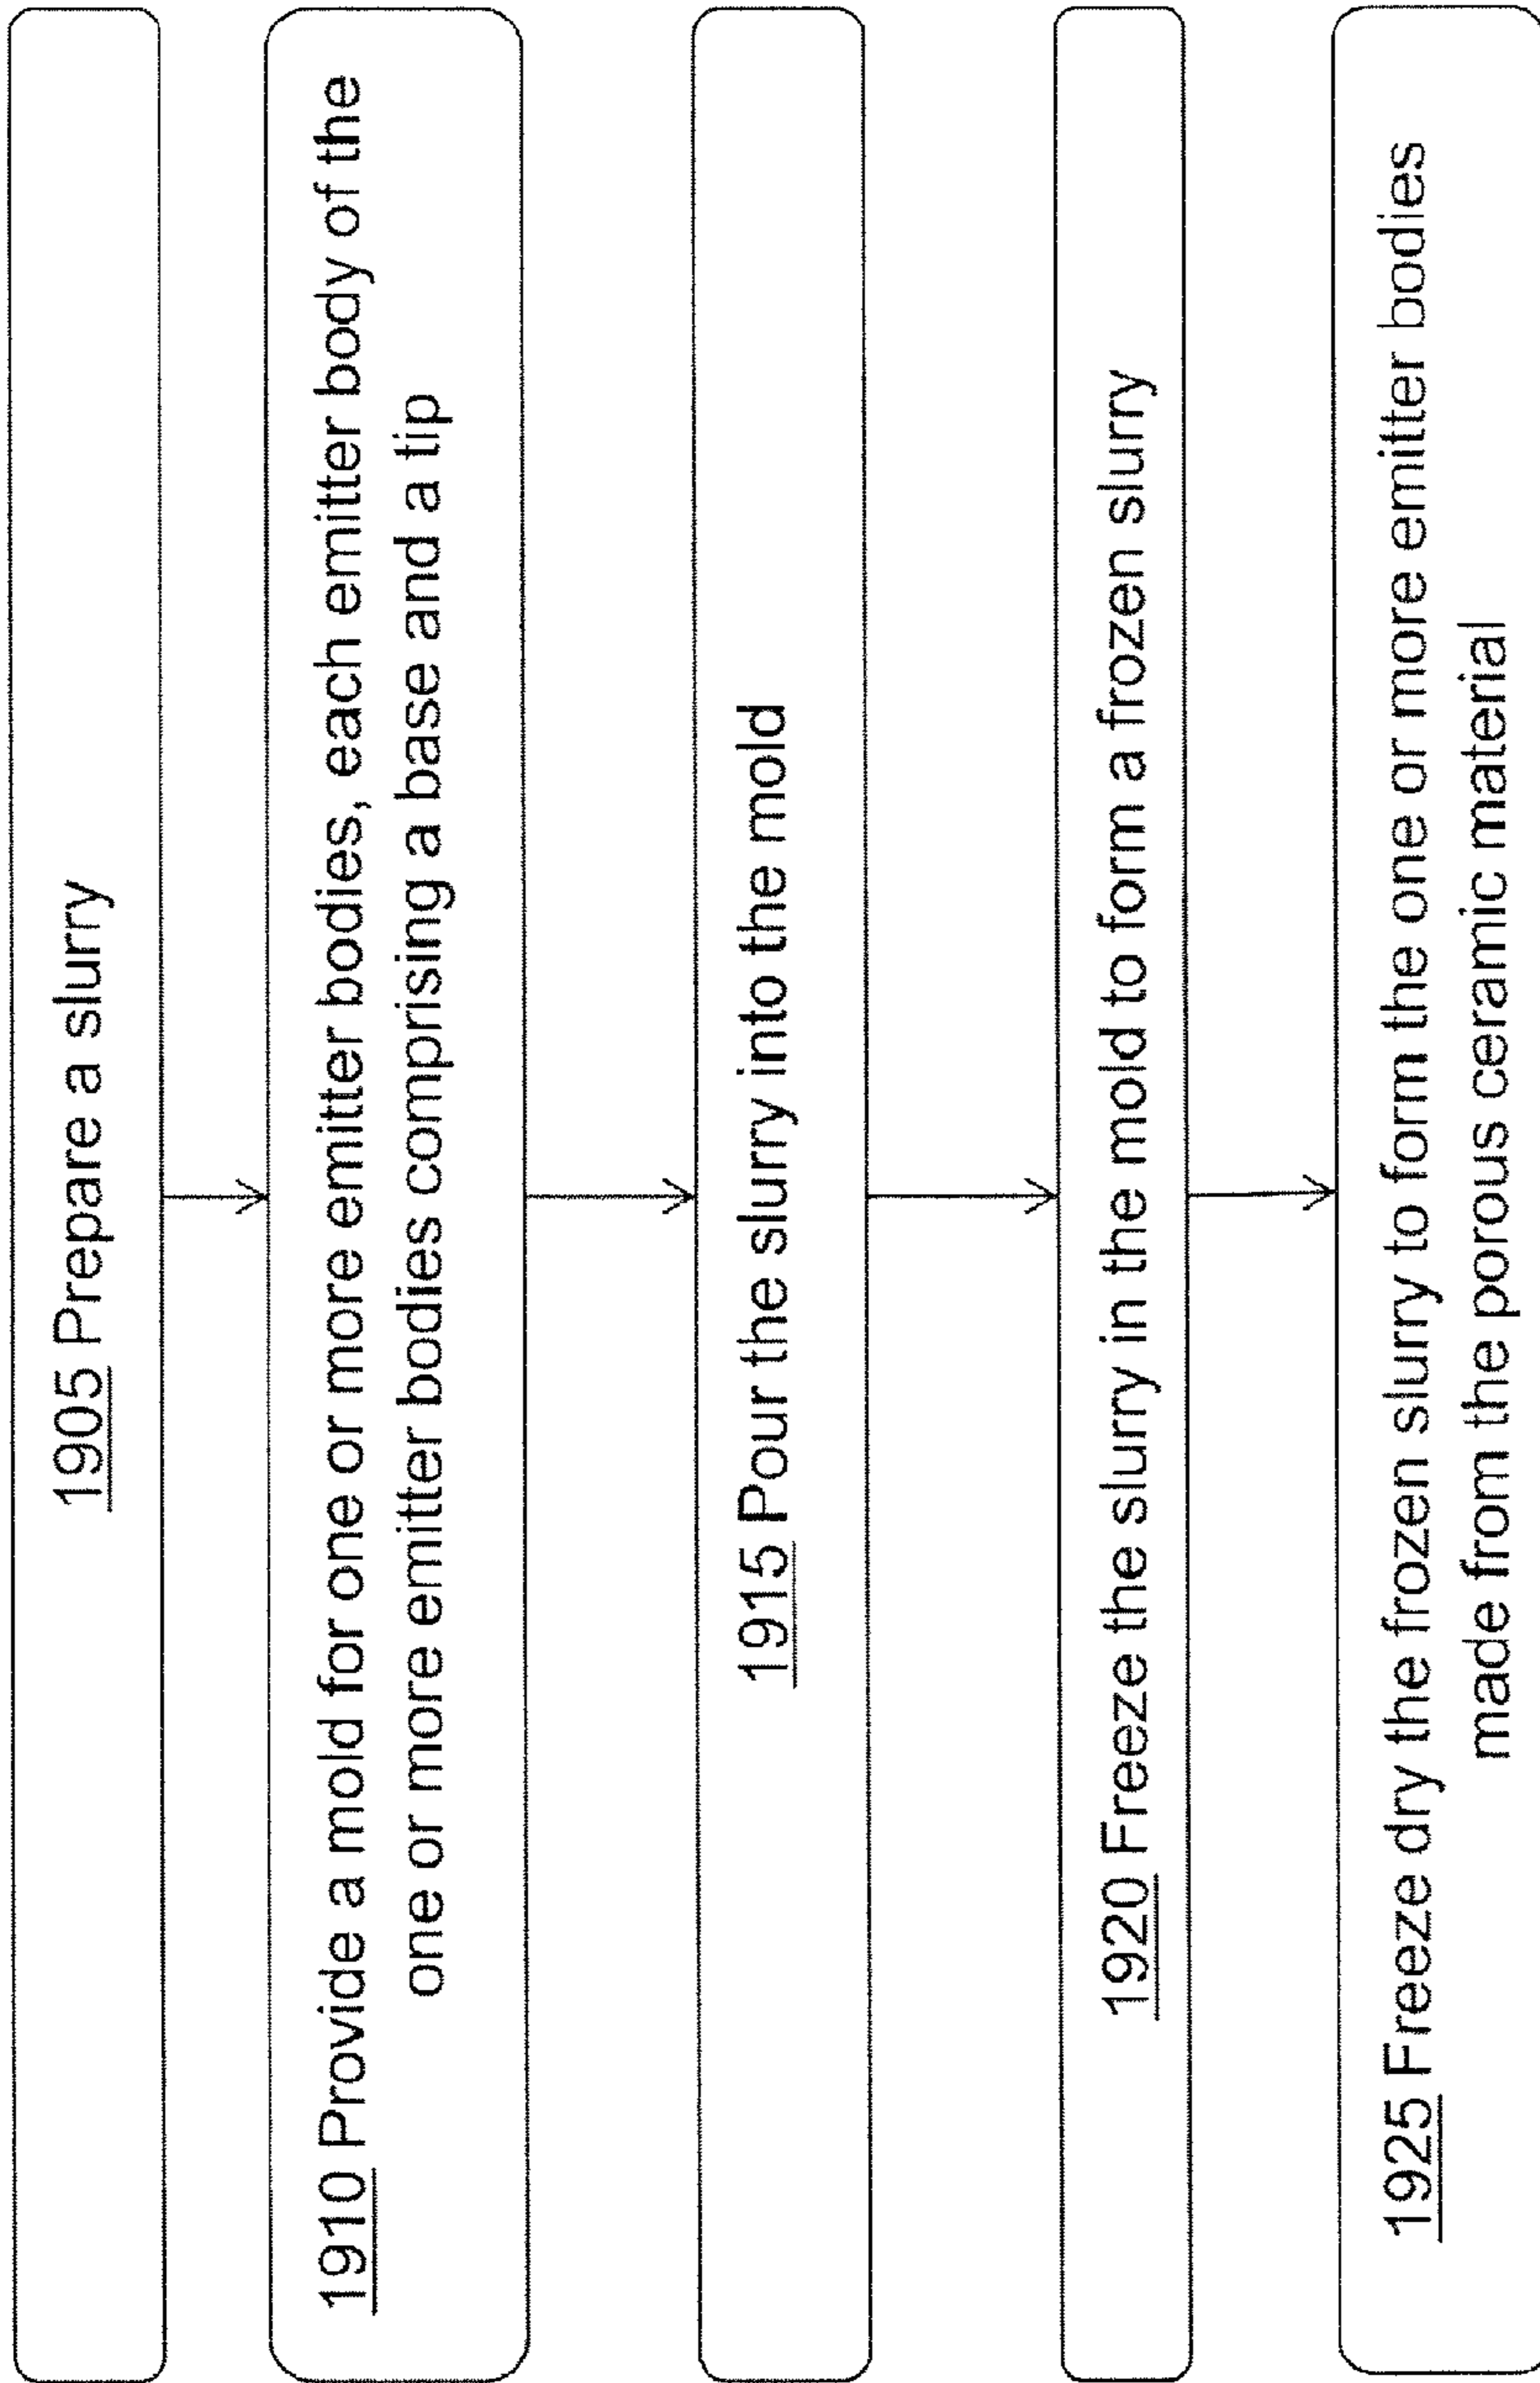 1905 Prepare a slurry
1910 Provide a mold for one or more emitter bodies, each emitter body of the
one or more emitter bodies comprising a base and a tip
1915 Pour the slurry into the mold
1920 Freeze the slurry in the mold to form a frozen slurry
1925 Freeze dry the frozen slurry to form the one or more emitter bodies
made from the porous ceramic material